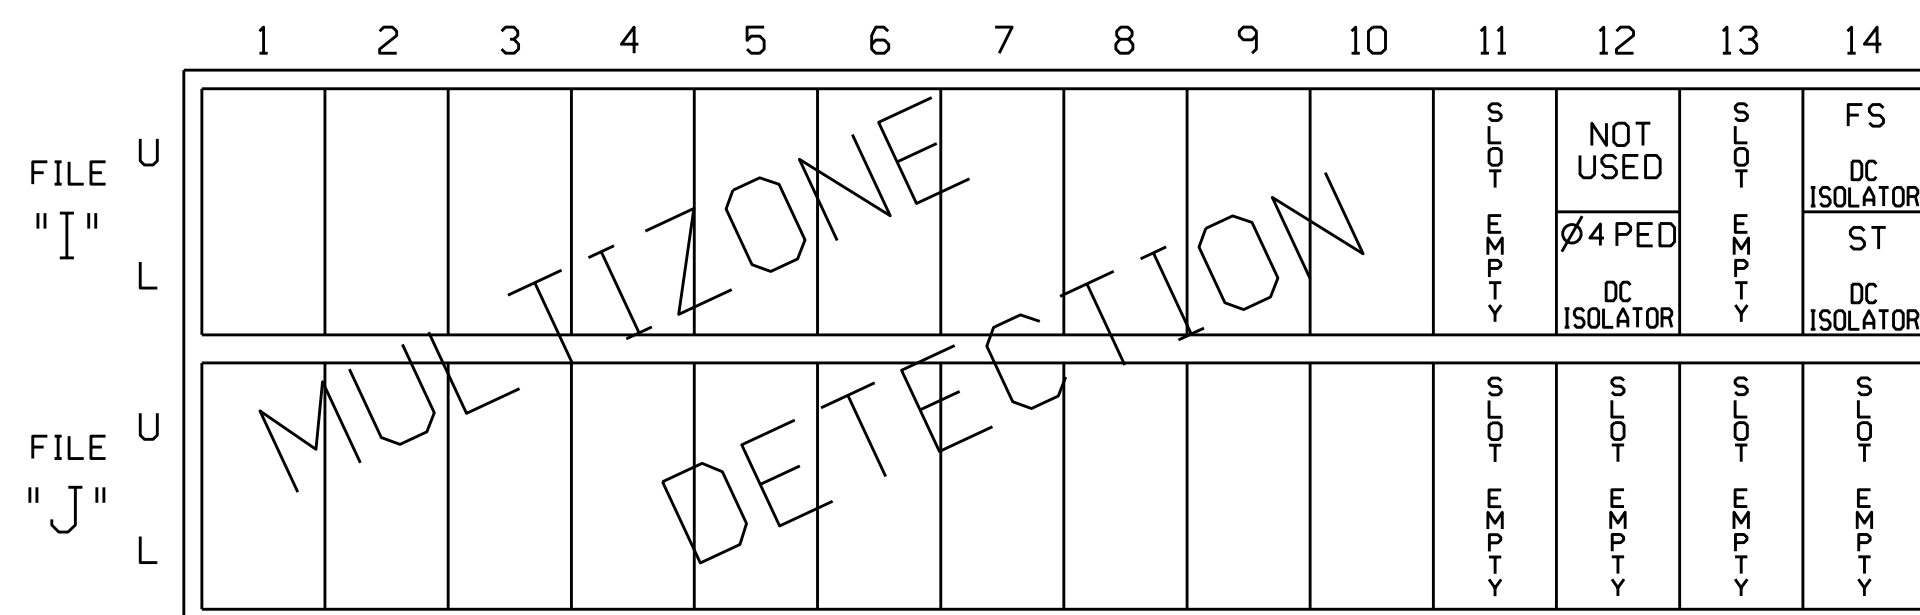 1 2 3 4 5 6 7 8 9 10 11 12 13 14
FILE
"I"
U
L
MULTIZONE
DETECTION
SLOT
EMPTY
NOT
USED
Ø4 PED
DC
ISOLATOR
SLOT
EMPTY
FS
DC
ISOLATOR
ST
DC
ISOLATOR
FILE
"J"
U
L
SLOT
EMPTY
SLOT
EMPTY
SLOT
EMPTY
SLOT
EMPTY